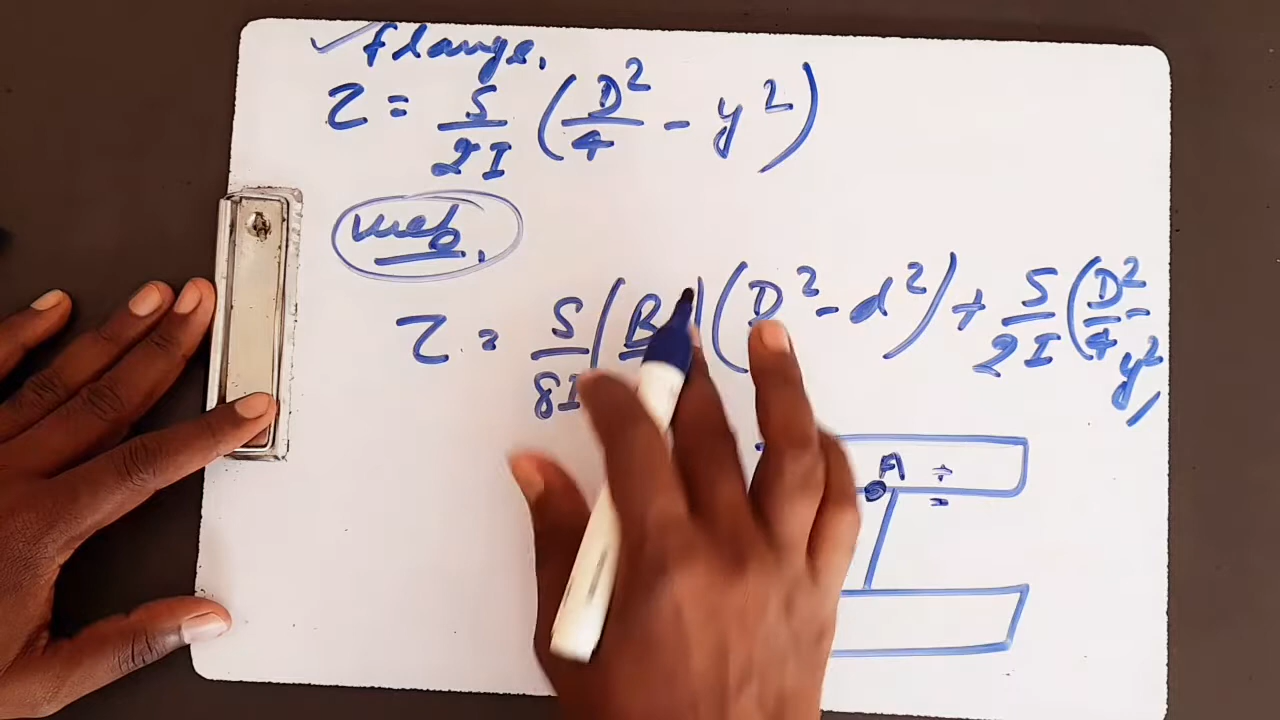 flange.
τ = S/2I (D²/4 - y²)
web.
τ = S/8I (B (D² - d²) + S/2I (D²/4 - y²)
A